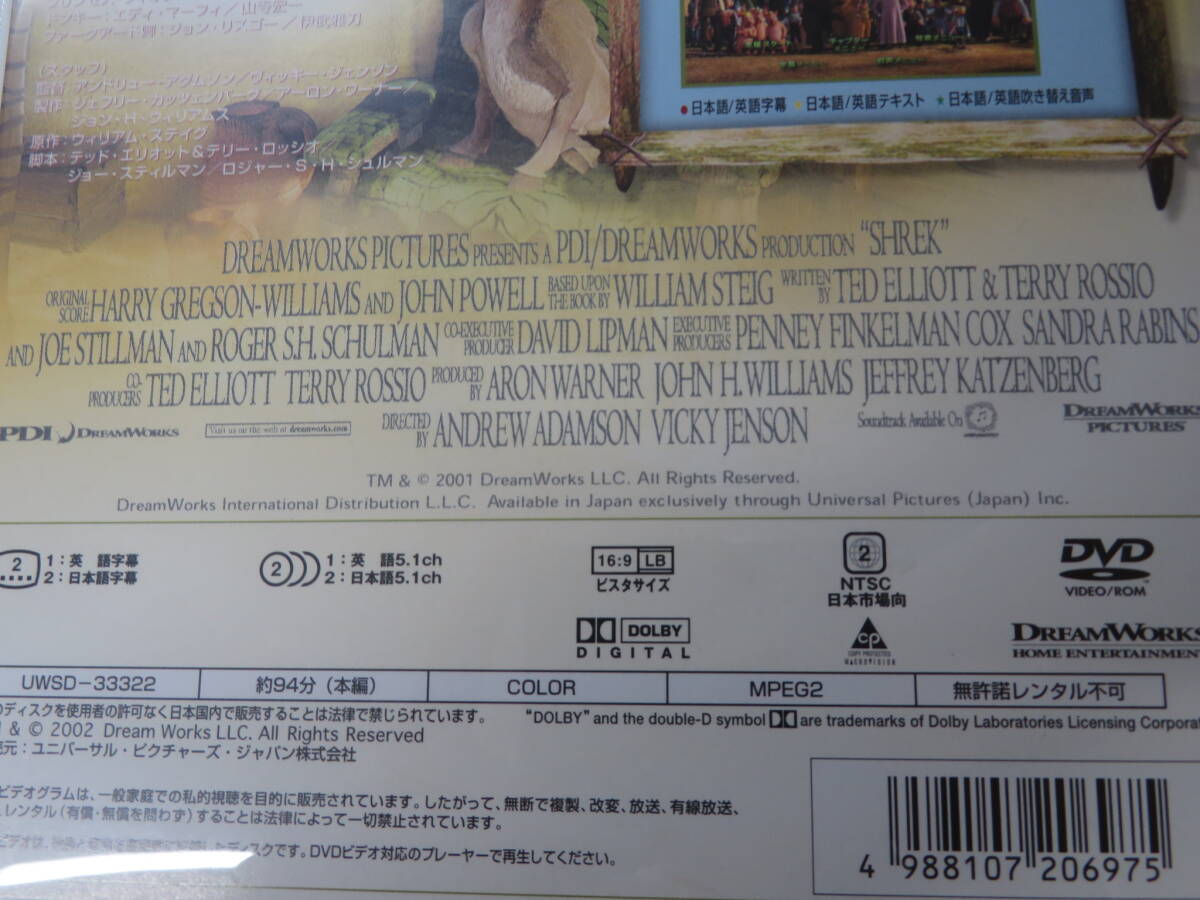 ドンキー：エディ・マーフィ／山寺宏一
ファークアード卿：ジョン・リスゴー／伊武雅刀
(スタッフ)
監督：アンドリュー・アダムソン／ヴィッキー・ジェンソン
製作：ジェフリー・カッツェンバーグ／アーロン・ワーナー／
ジョン・H・ウィリアムズ
原作：ウィリアム・ステイグ
脚本：テッド・エリオット＆テリー・ロッシオ／
ジョー・スティルマン／ロジャー・S・H・シュルマン
●日本語/英語字幕 ★日本語/英語テキスト ★日本語/英語吹き替え音声
DREAMWORKS PICTURES PRESENTS A PDI/DREAMWORKS PRODUCTION "SHREK"
ORIGINAL SCORE HARRY GREGSON-WILLIAMS AND JOHN POWELL BASED UPON THE BOOK BY WILLIAM STEIG WRITTEN BY TED ELLIOTT & TERRY ROSSIO
AND JOE STILLMAN AND ROGER S.H. SCHULMAN CO-EXECUTIVE PRODUCER DAVID LIPMAN EXECUTIVE PRODUCERS PENNEY FINKELMAN COX SANDRA RABINS
CO-PRODUCERS TED ELLIOTT TERRY ROSSIO PRODUCED BY ARON WARNER JOHN H. WILLIAMS JEFFREY KATZENBERG
DIRECTED BY ANDREW ADAMSON VICKY JENSON
PDI DREAMWORKS
Visit us on the web at dreamworks.com
Soundtrack Available On
DREAMWORKS PICTURES
TM & © 2001 DreamWorks LLC. All Rights Reserved.
DreamWorks International Distribution L.L.C. Available in Japan exclusively through Universal Pictures (Japan) Inc.
2 1：英 語字幕
2：日本語字幕
2 1：英 語5.1ch
2：日本語5.1ch
16:9 LB
ビスタサイズ
2
NTSC
日本市場向
DVD
VIDEO/ROM
DOLBY
DIGITAL
CP
COPY PROTECTED
MACROVISION
DREAMWORKS
HOME ENTERTAINMENT
UWSD-33322 約94分（本編） COLOR MPEG2 無許諾レンタル不可
のディスクを使用者の許可なく日本国内で販売することは法律で禁じられています。
"DOLBY" and the double-D symbol are trademarks of Dolby Laboratories Licensing Corporat
& © 2002 Dream Works LLC. All Rights Reserved
売元：ユニバーサル・ピクチャーズ・ジャパン株式会社
ビデオグラムは、一般家庭での私的視聴を目的に販売されています。したがって、無断で複製、改変、放送、有線放送、
レンタル（有償・無償を問わず）することは法律によって一切禁止されています。
ディスクです。DVDビデオ対応のプレーヤーで再生してください。
4 988107 206975